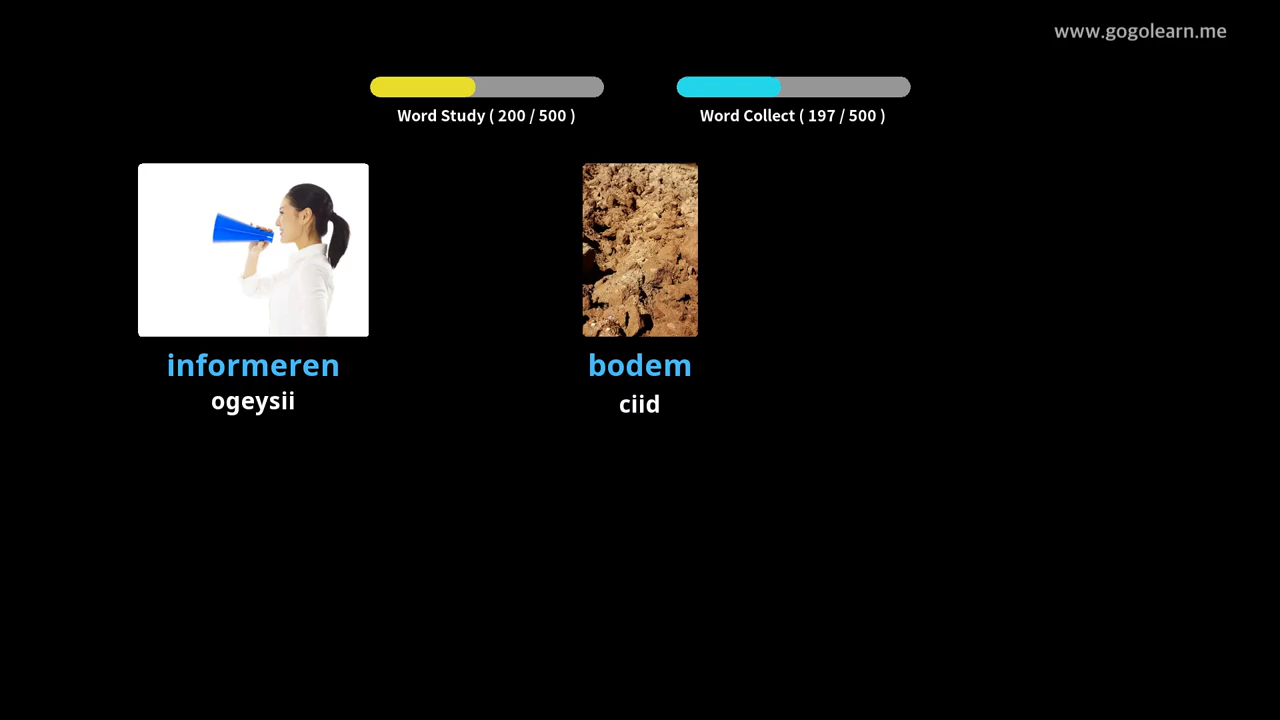 www.gogolearn.me
Word Study ( 200 / 500 )
Word Collect ( 197 / 500 )
informeren
ogeysii
bodem
ciid